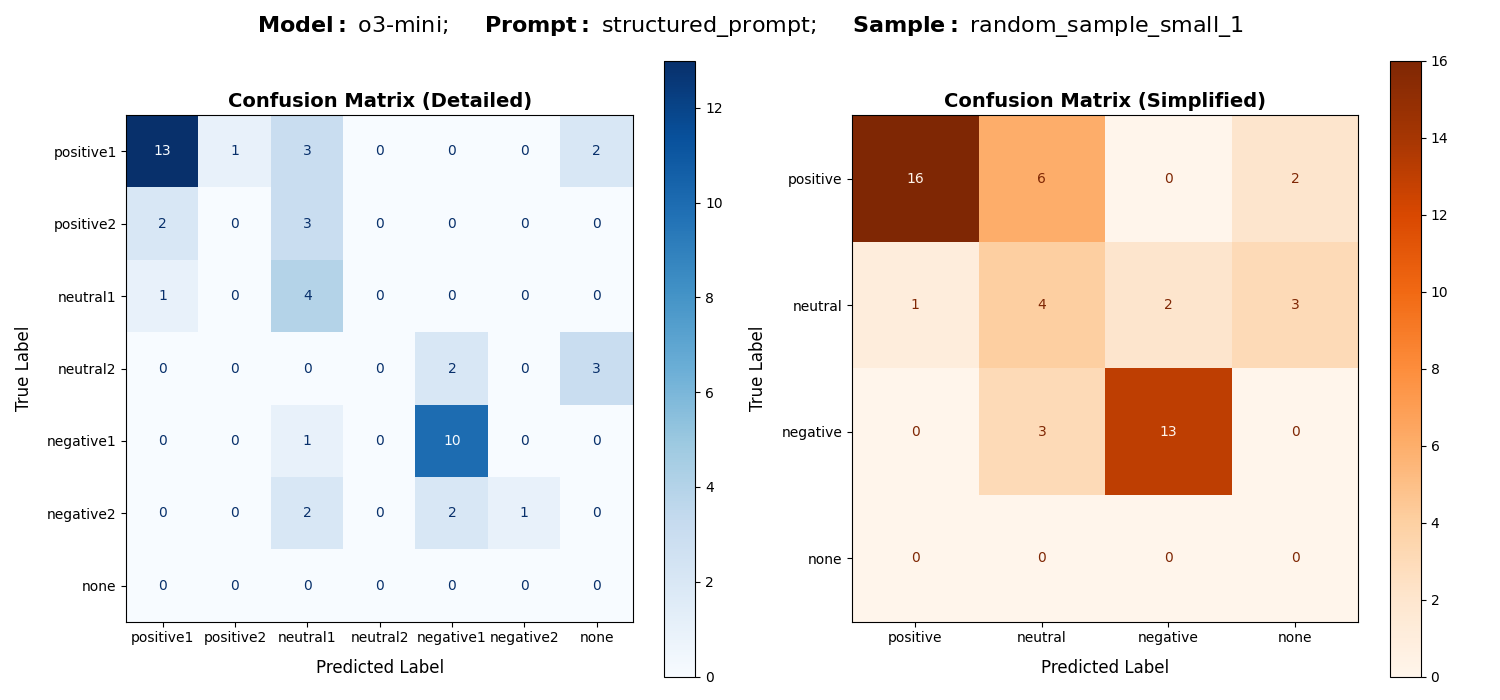 Model: o3-mini; Prompt: structured_prompt; Sample: random_sample_small_1
Confusion Matrix (Detailed)
positive1 13 1 3 0 0 0 2
positive2 2 0 3 0 0 0 0
neutral1 1 0 4 0 0 0 0
neutral2 0 0 0 0 2 0 3
negative1 0 0 1 0 10 0 0
negative2 0 0 2 0 2 1 0
none 0 0 0 0 0 0 0
positive1 positive2 neutral1 neutral2 negative1 negative2 none
Predicted Label
True Label
12
10
8
6
4
2
0
Confusion Matrix (Simplified)
positive 16 6 0 2
neutral 1 4 2 3
negative 0 3 13 0
none 0 0 0 0
positive neutral negative none
Predicted Label
True Label
16
14
12
10
8
6
4
2
0